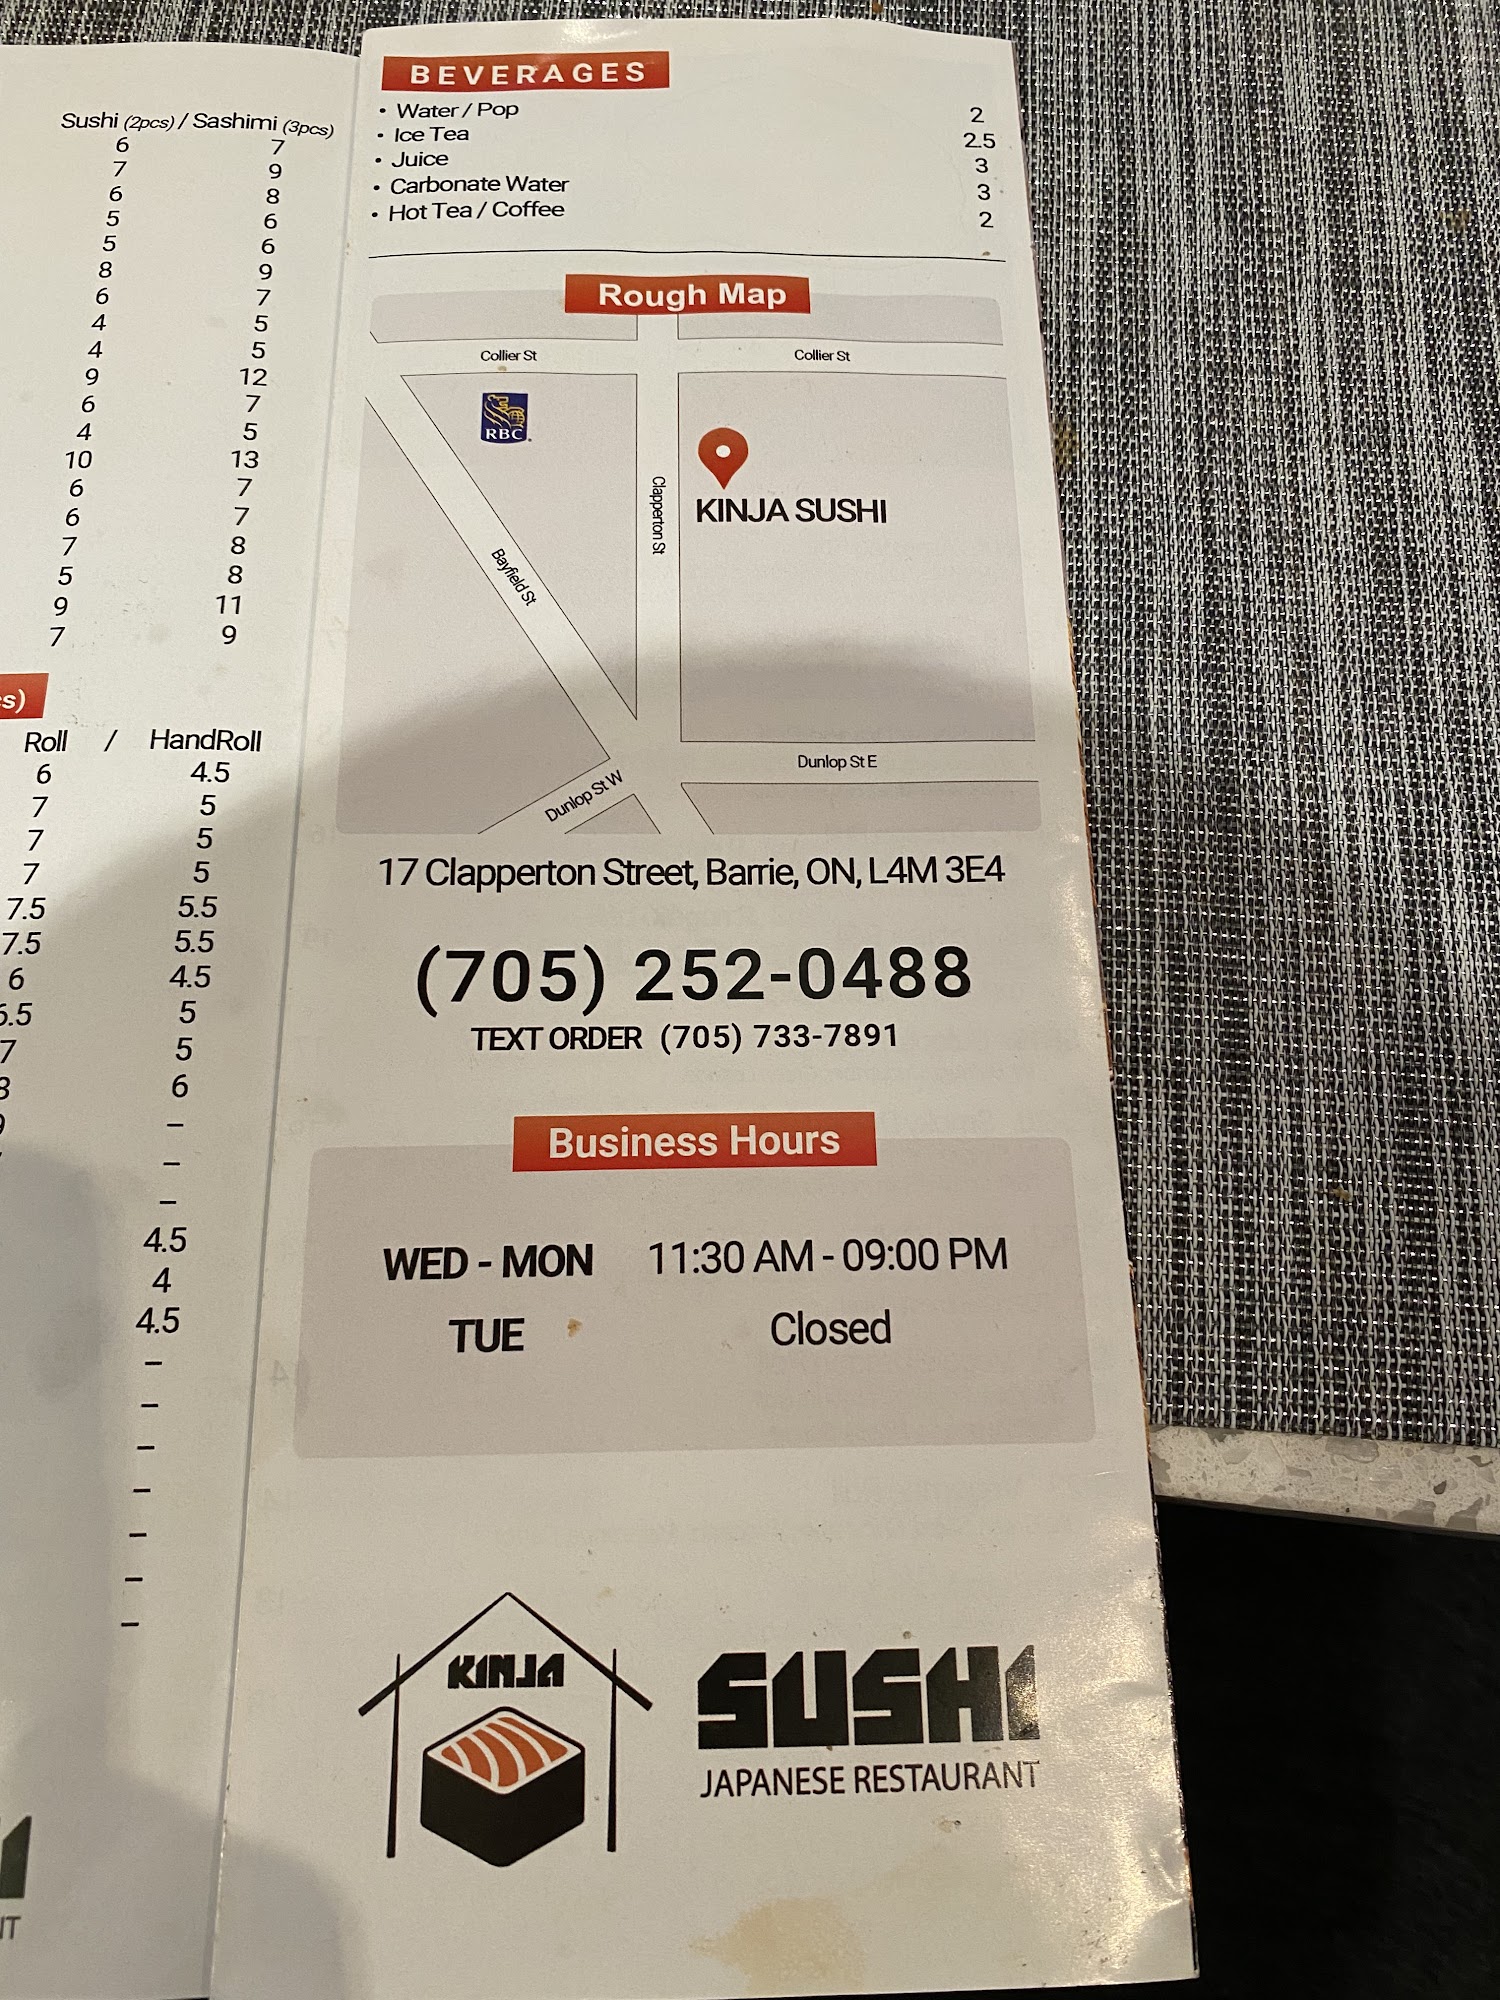 Sushi (2pcs) / Sashimi (3pcs)
6 7
7 9
6 8
5 6
5 6
8 9
6 7
4 5
4 5
9 12
6 7
4 5
10 13
6 7
6 7
7 8
5 8
9 11
7 9
Roll / HandRoll
6 4.5
7 5
7 5
7 5
7.5 5.5
7.5 5.5
6 4.5
6.5 5
7 5
8 6
9 –
–
–
4.5
4
4.5
–
–
–
–
–
–
–
BEVERAGES
• Water / Pop 2
• Ice Tea 2.5
• Juice 3
• Carbonate Water 3
• Hot Tea / Coffee 2
Rough Map
Collier St Collier St
RBC
KINJA SUSHI
Clapperton St
Bayfield St
Dunlop St E
Dunlop St W
17 Clapperton Street, Barrie, ON, L4M 3E4
(705) 252-0488
TEXT ORDER (705) 733-7891
Business Hours
WED - MON 11:30 AM - 09:00 PM
TUE Closed
KINJA
SUSHI
JAPANESE RESTAURANT